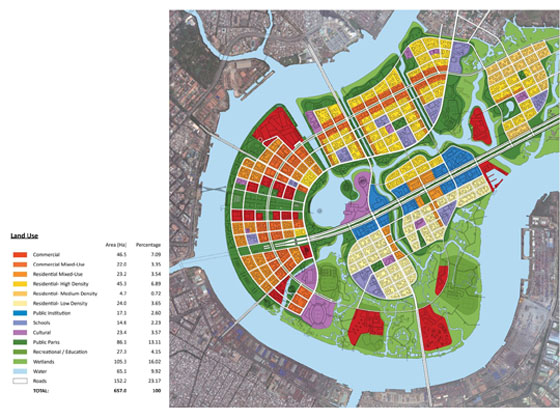 Land Use
Area (Ha) Percentage
Commercial 46.5 7.09
Commercial Mixed-Use 22.0 3.35
Residential Mixed-Use 23.2 3.54
Residential- High Density 45.3 6.89
Residential- Medium Density 4.7 0.72
Residential- Low Density 24.0 3.65
Public Institution 17.1 2.60
Schools 14.6 2.23
Cultural 23.4 3.57
Public Parks 86.1 13.11
Recreational / Education 27.3 4.15
Wetlands 105.3 16.02
Water 65.1 9.92
Roads 152.2 23.17
TOTAL: 657.0 100